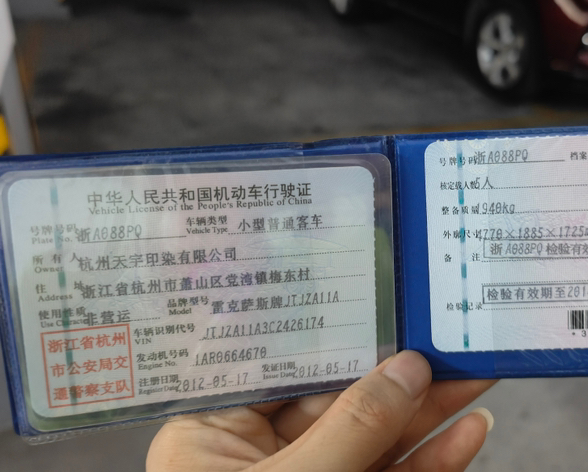 中华人民共和国机动车行驶证
Vehicle License of the People's Republic of China
号牌号码 浙A088PQ 车辆类型 小型普通客车
Plate No. Vehicle Type
所有人 杭州天宇印染有限公司
Owner
住址 浙江省杭州市萧山区党湾镇梅东村
Address
使用性质 非营运 品牌型号 雷克萨斯牌JTJZA11A
Use Character Model
浙江省杭州
市公安局交
通警察支队
车辆识别代号 JTJZA11A3C2426174
VIN
发动机号码 1AR0664670
Engine No.
注册日期 2012-05-17 发证日期 2012-05-17
Register Date Issue Date
号牌号码 浙A088PQ 档案
核定载人数 5人
整备质量 1940kg
外廓尺寸 4770×1885×1725m
备注 浙A088PQ 检验有效
检验记录 检验有效期至201